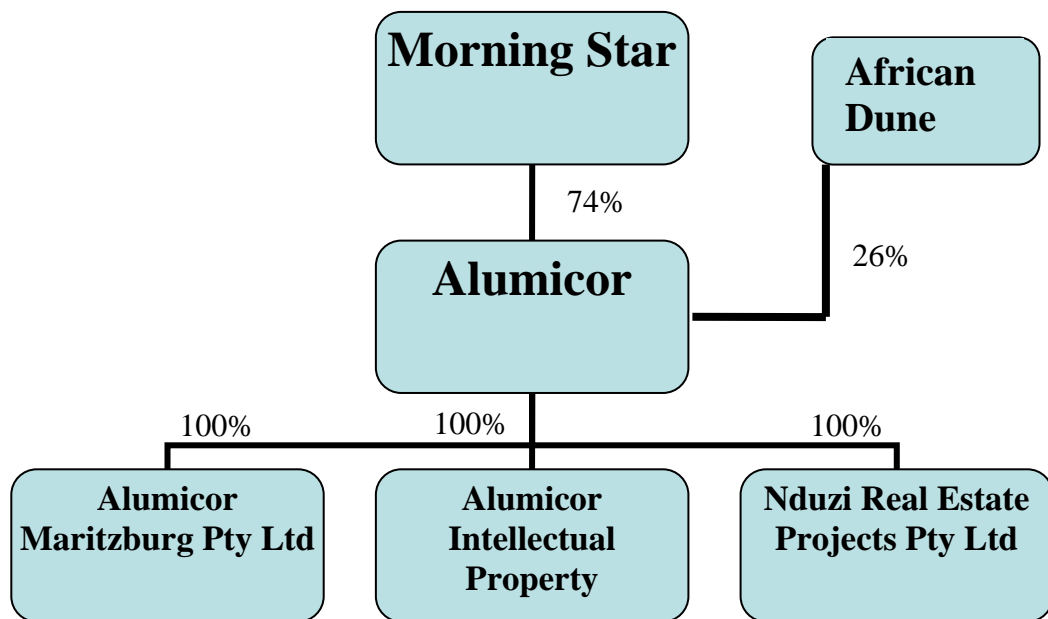 Morning Star
African
Dune
74%
26%
Alumicor
100%
100%
100%
Alumicor
Maritzburg Pty Ltd
Alumicor
Intellectual
Property
Nduzi Real Estate
Projects Pty Ltd